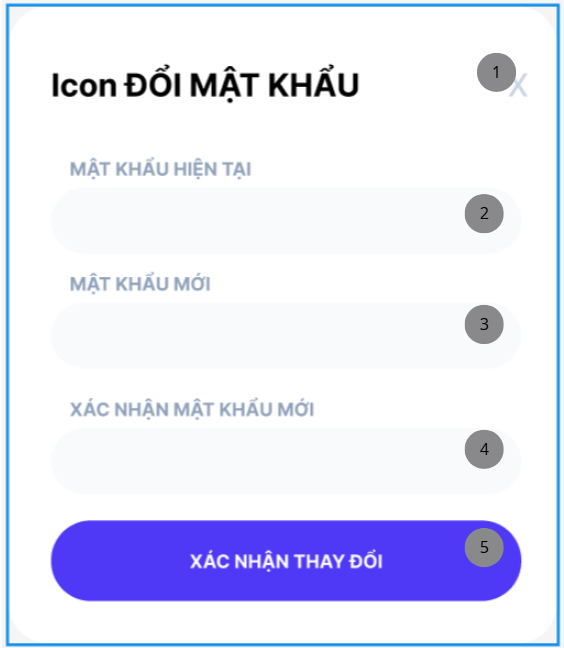 Icon ĐỔI MẬT KHẨU
1
X
MẬT KHẨU HIỆN TẠI
2
MẬT KHẨU MỚI
3
XÁC NHẬN MẬT KHẨU MỚI
4
XÁC NHẬN THAY ĐỔI
5